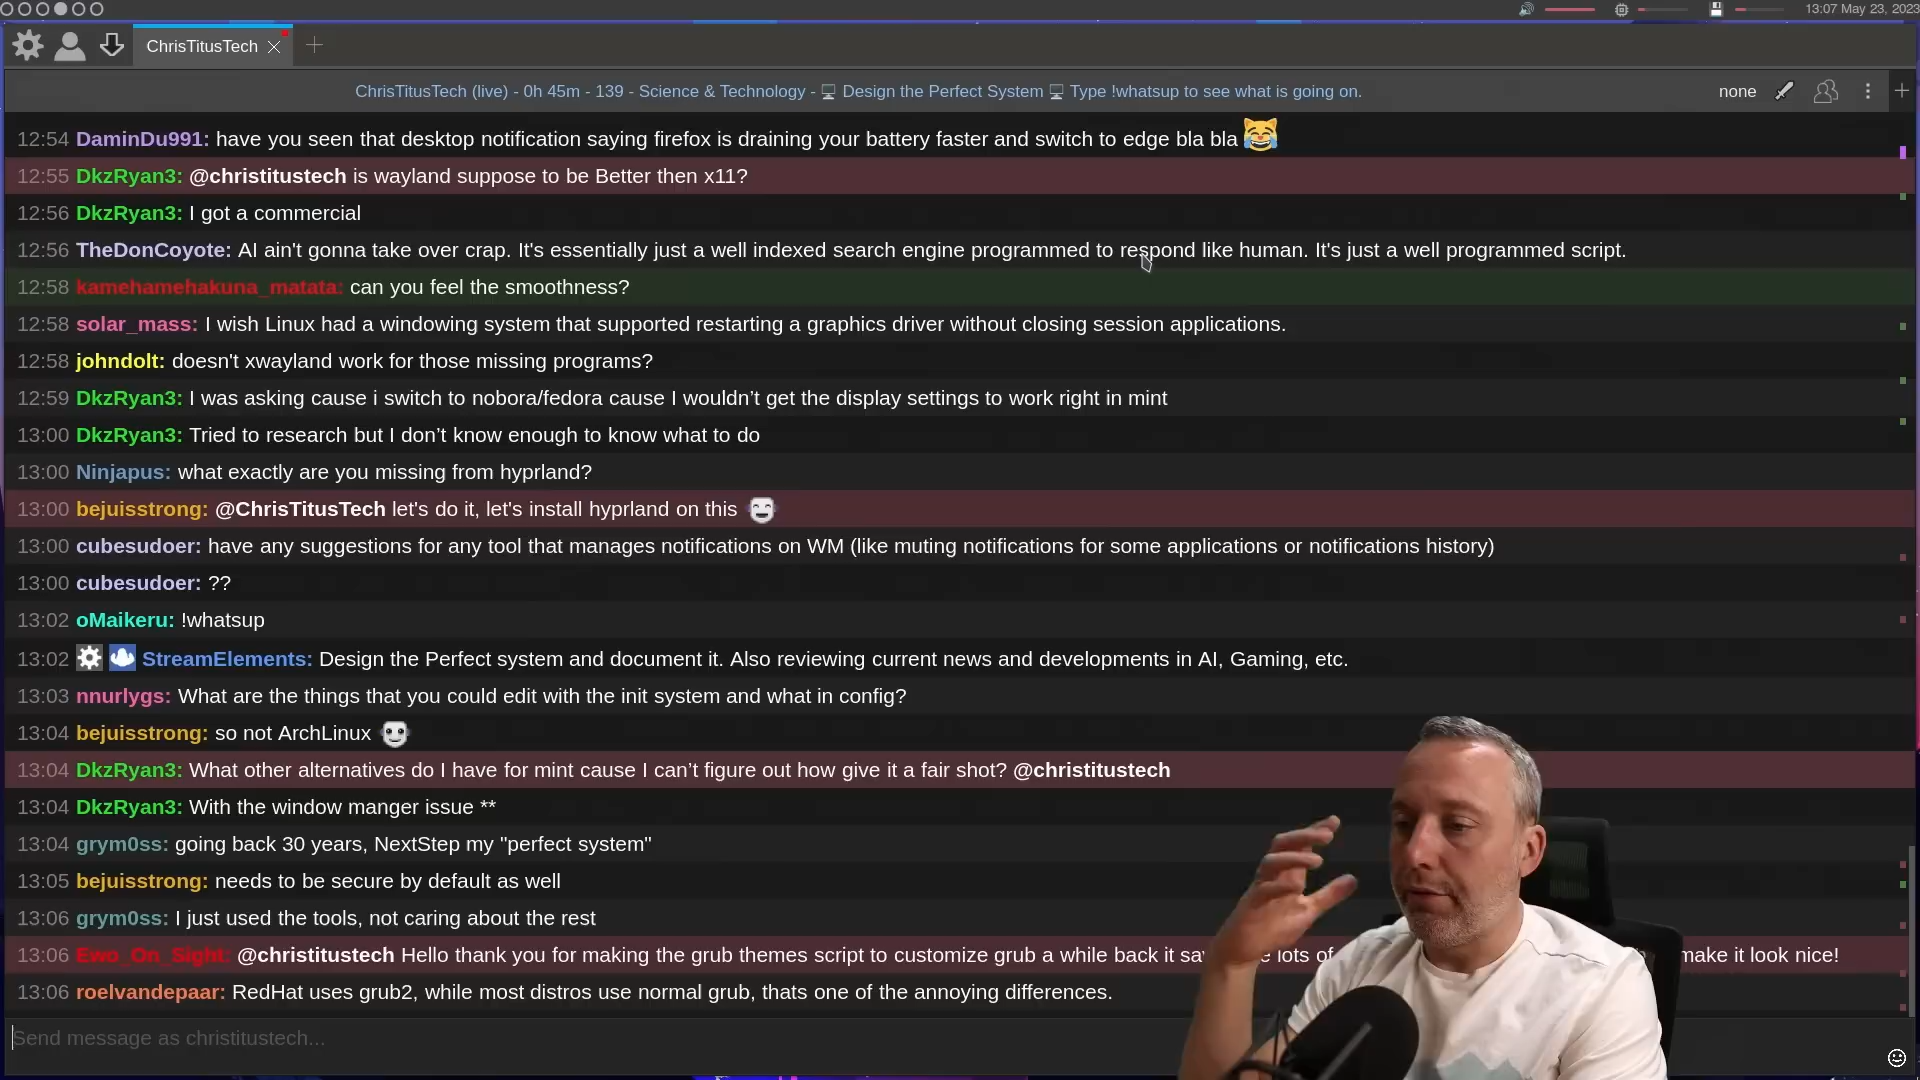 13:07 May 23, 2023
ChrisTitusTech
ChrisTitusTech (live) - 0h 45m - 139 - Science & Technology - 🖥 Design the Perfect System 🖥 Type !whatsup to see what is going on.
none
12:54 DaminDu991: have you seen that desktop notification saying firefox is draining your battery faster and switch to edge bla bla 😹
12:55 DkzRyan3: @christitustech is wayland suppose to be Better then x11?
12:56 DkzRyan3: I got a commercial
12:56 TheDonCoyote: AI ain't gonna take over crap. It's essentially just a well indexed search engine programmed to respond like human. It's just a well programmed script.
12:58 kamehamehakuna_matata: can you feel the smoothness?
12:58 solar_mass: I wish Linux had a windowing system that supported restarting a graphics driver without closing session applications.
12:58 johndolt: doesn't xwayland work for those missing programs?
12:59 DkzRyan3: I was asking cause i switch to nobora/fedora cause I wouldn’t get the display settings to work right in mint
13:00 DkzRyan3: Tried to research but I don’t know enough to know what to do
13:00 Ninjapus: what exactly are you missing from hyprland?
13:00 bejuisstrong: @ChrisTitusTech let's do it, let's install hyprland on this
13:00 cubesudoer: have any suggestions for any tool that manages notifications on WM (like muting notifications for some applications or notifications history)
13:00 cubesudoer: ??
13:02 oMaikeru: !whatsup
13:02 StreamElements: Design the Perfect system and document it. Also reviewing current news and developments in AI, Gaming, etc.
13:03 nnurlygs: What are the things that you could edit with the init system and what in config?
13:04 bejuisstrong: so not ArchLinux
13:04 DkzRyan3: What other alternatives do I have for mint cause I can’t figure out how give it a fair shot? @christitustech
13:04 DkzRyan3: With the window manger issue **
13:04 grym0ss: going back 30 years, NextStep my "perfect system"
13:05 bejuisstrong: needs to be secure by default as well
13:06 grym0ss: I just used the tools, not caring about the rest
13:06 Ewo_On_Sight: @christitustech Hello thank you for making the grub themes script to customize grub a while back it lots of make it look nice!
13:06 roelvandepaar: RedHat uses grub2, while most distros use normal grub, thats one of the annoying differences.
Send message as christitustech...